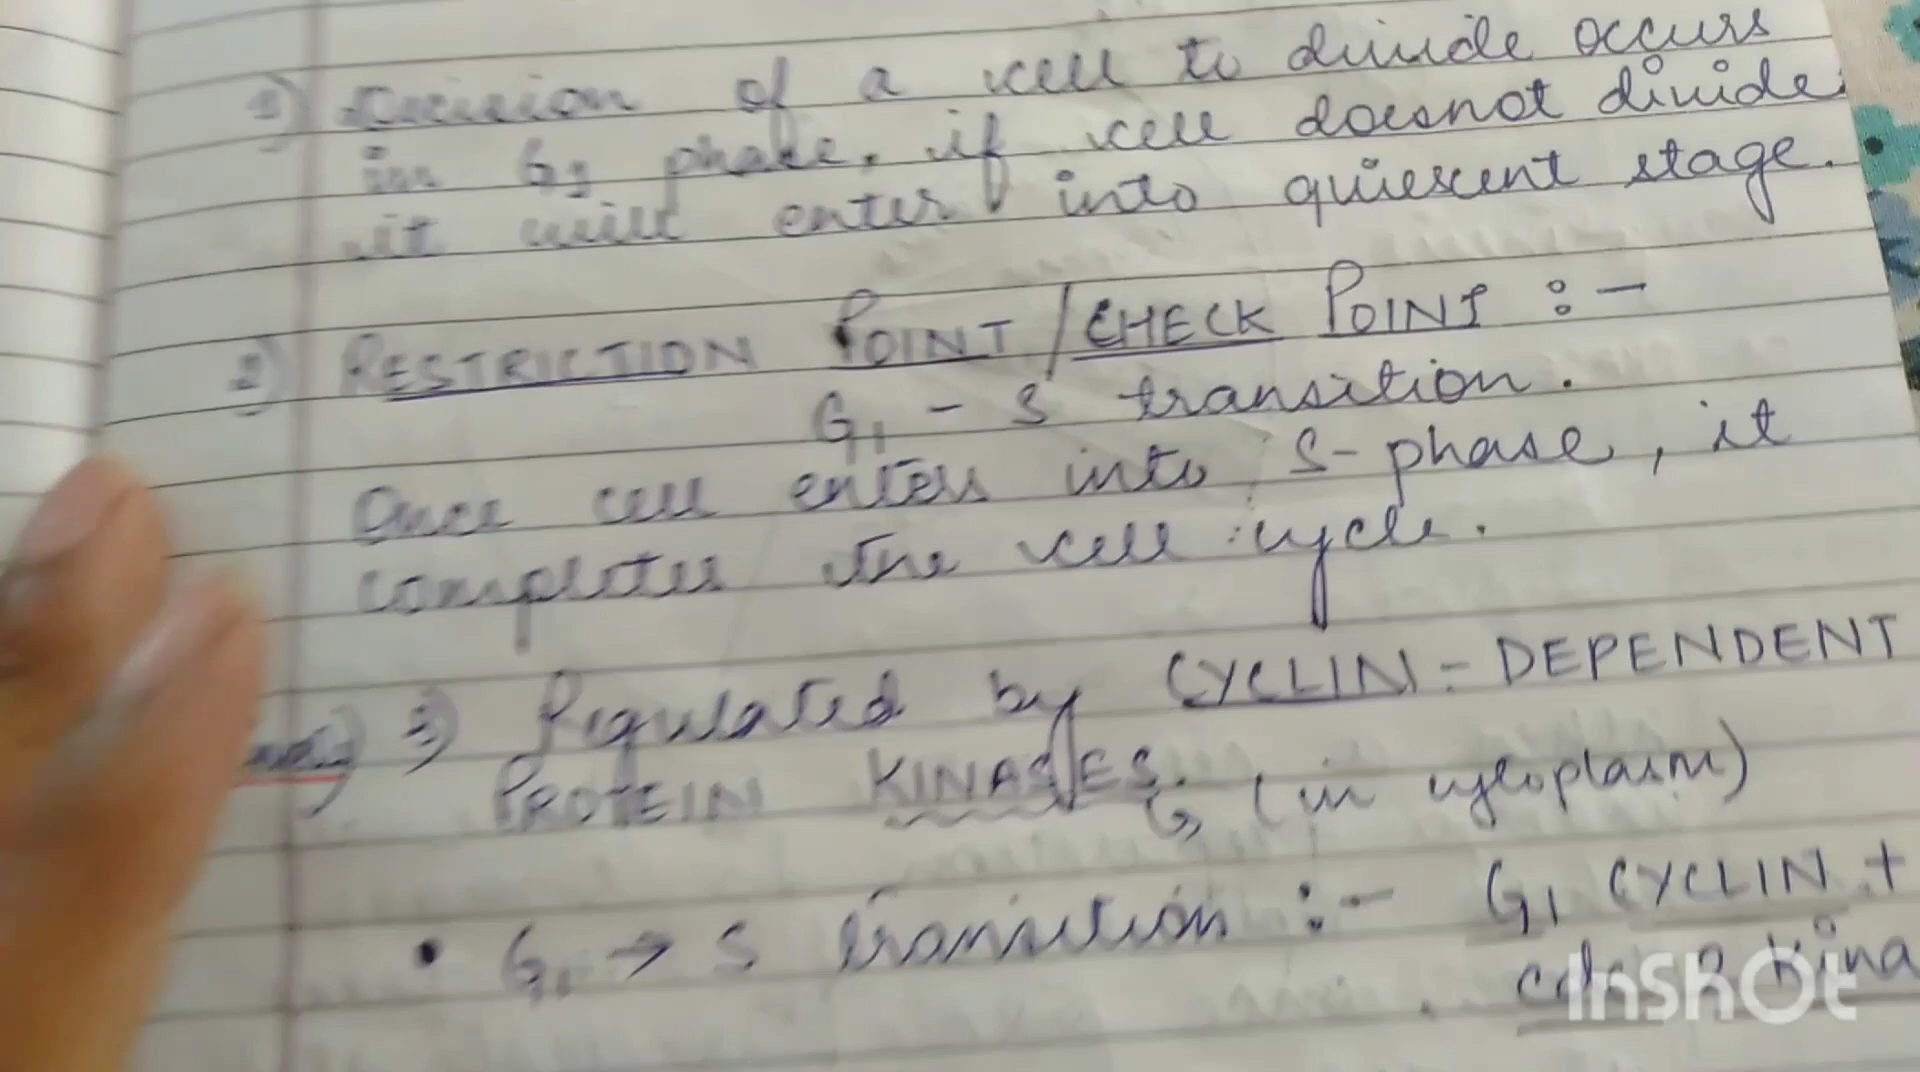 1) Decision of a cell to divide occurs
in G1 phase, if cell doesnot divide
it will enter into quiescent stage.
2) RESTRICTION POINT / CHECK POINT :-
G1 - S transition.
Once cell enters into S-phase, it
completes the cell cycle.
3) Regulated by CYCLIN - DEPENDENT
PROTEIN KINASES. (in cytoplasm)
• G1 → S transition :- G1 CYCLIN +
Kina
InShOt